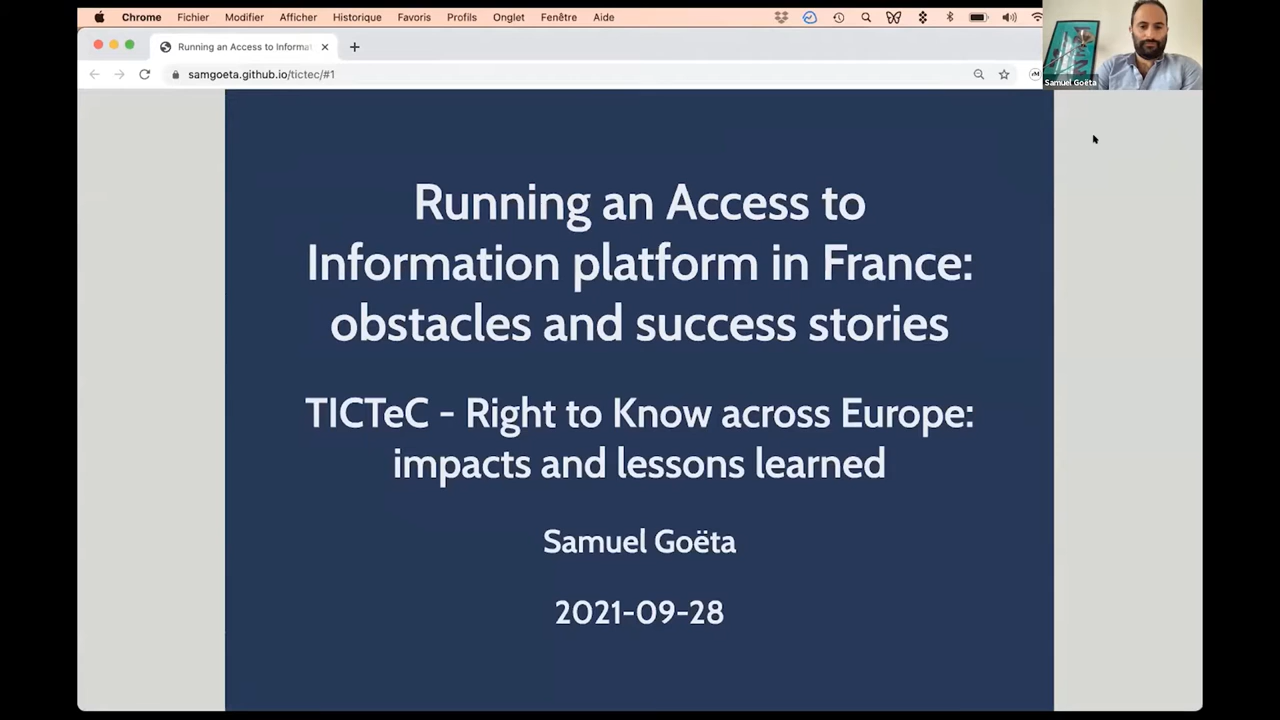 Chrome Fichier Modifier Afficher Historique Favoris Profils Onglet Fenêtre Aide
Running an Access to Informa
samgoeta.github.io/tictec/#1
Samuel Goëta
Running an Access to
Information platform in France:
obstacles and success stories
TICTeC - Right to Know across Europe:
impacts and lessons learned
Samuel Goëta
2021-09-28